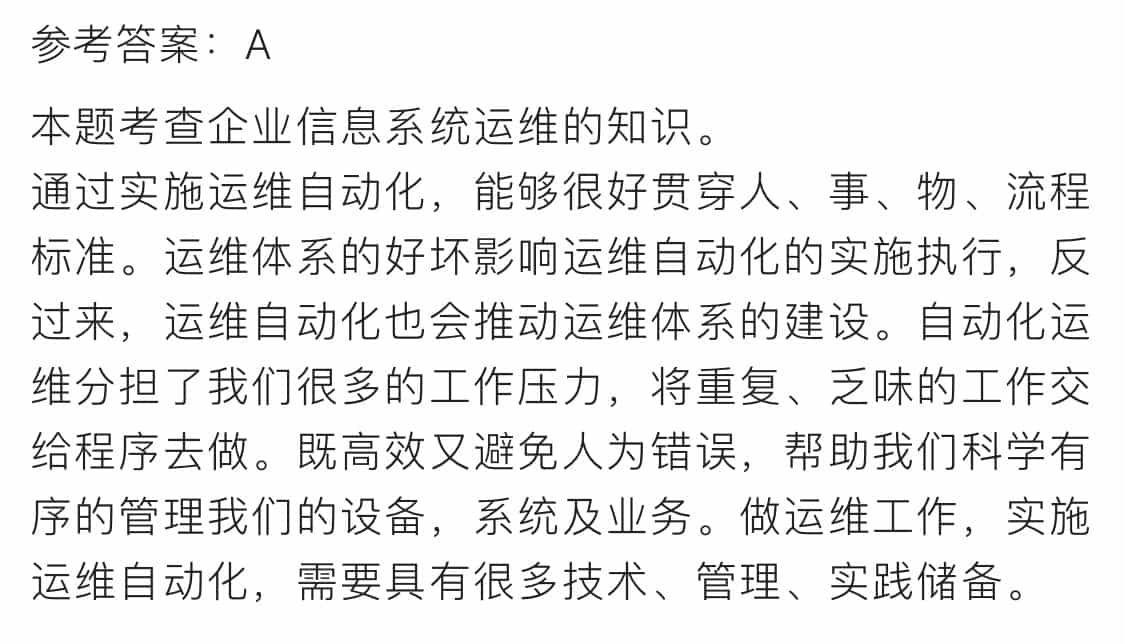 参考答案：A
本题考查企业信息系统运维的知识。
通过实施运维自动化，能够很好贯穿人、事、物、流程
标准。运维体系的好坏影响运维自动化的实施执行，反
过来，运维自动化也会推动运维体系的建设。自动化运
维分担了我们很多的工作压力，将重复、乏味的工作交
给程序去做。既高效又避免人为错误，帮助我们科学有
序的管理我们的设备，系统及业务。做运维工作，实施
运维自动化，需要具有很多技术、管理、实践储备。